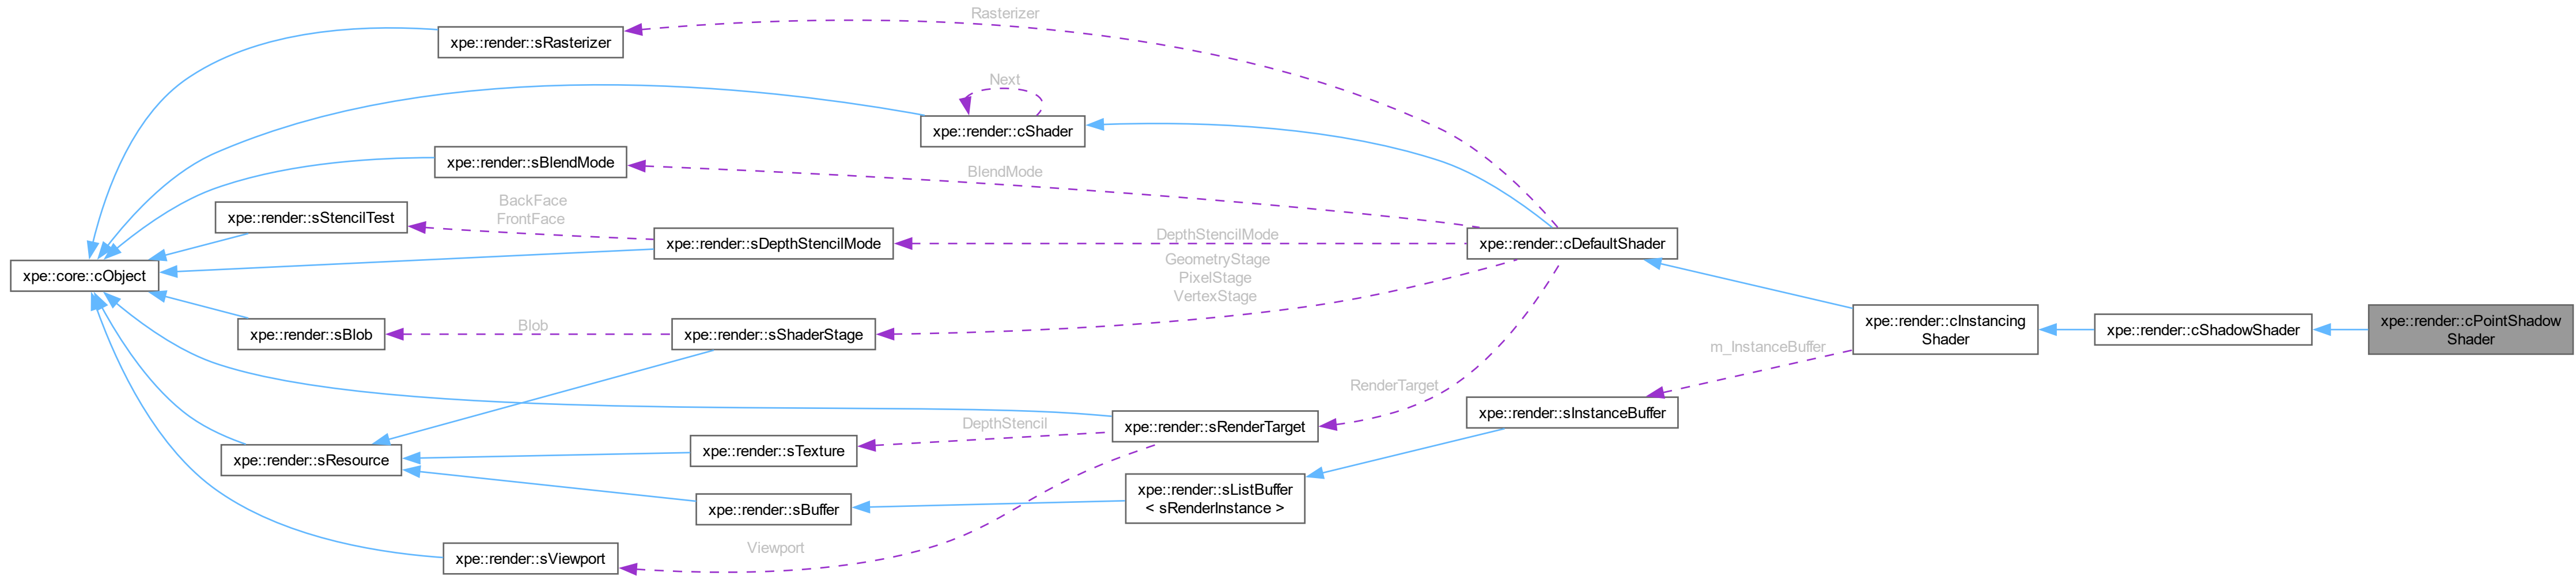 Rasterizer
xpe::render::sRasterizer
Next
xpe::render::cShader
xpe::render::sBlendMode
BlendMode
xpe::render::sStencilTest
BackFace
FrontFace
xpe::render::sDepthStencilMode
DepthStencilMode
xpe::render::cDefaultShader
xpe::core::cObject
GeometryStage
PixelStage
VertexStage
xpe::render::sBlob
Blob
xpe::render::sShaderStage
xpe::render::cInstancing
Shader
xpe::render::cShadowShader
xpe::render::cPointShadow
Shader
m_InstanceBuffer
RenderTarget
xpe::render::sInstanceBuffer
xpe::render::sRenderTarget
DepthStencil
xpe::render::sTexture
xpe::render::sResource
xpe::render::sListBuffer
< sRenderInstance >
xpe::render::sBuffer
Viewport
xpe::render::sViewport